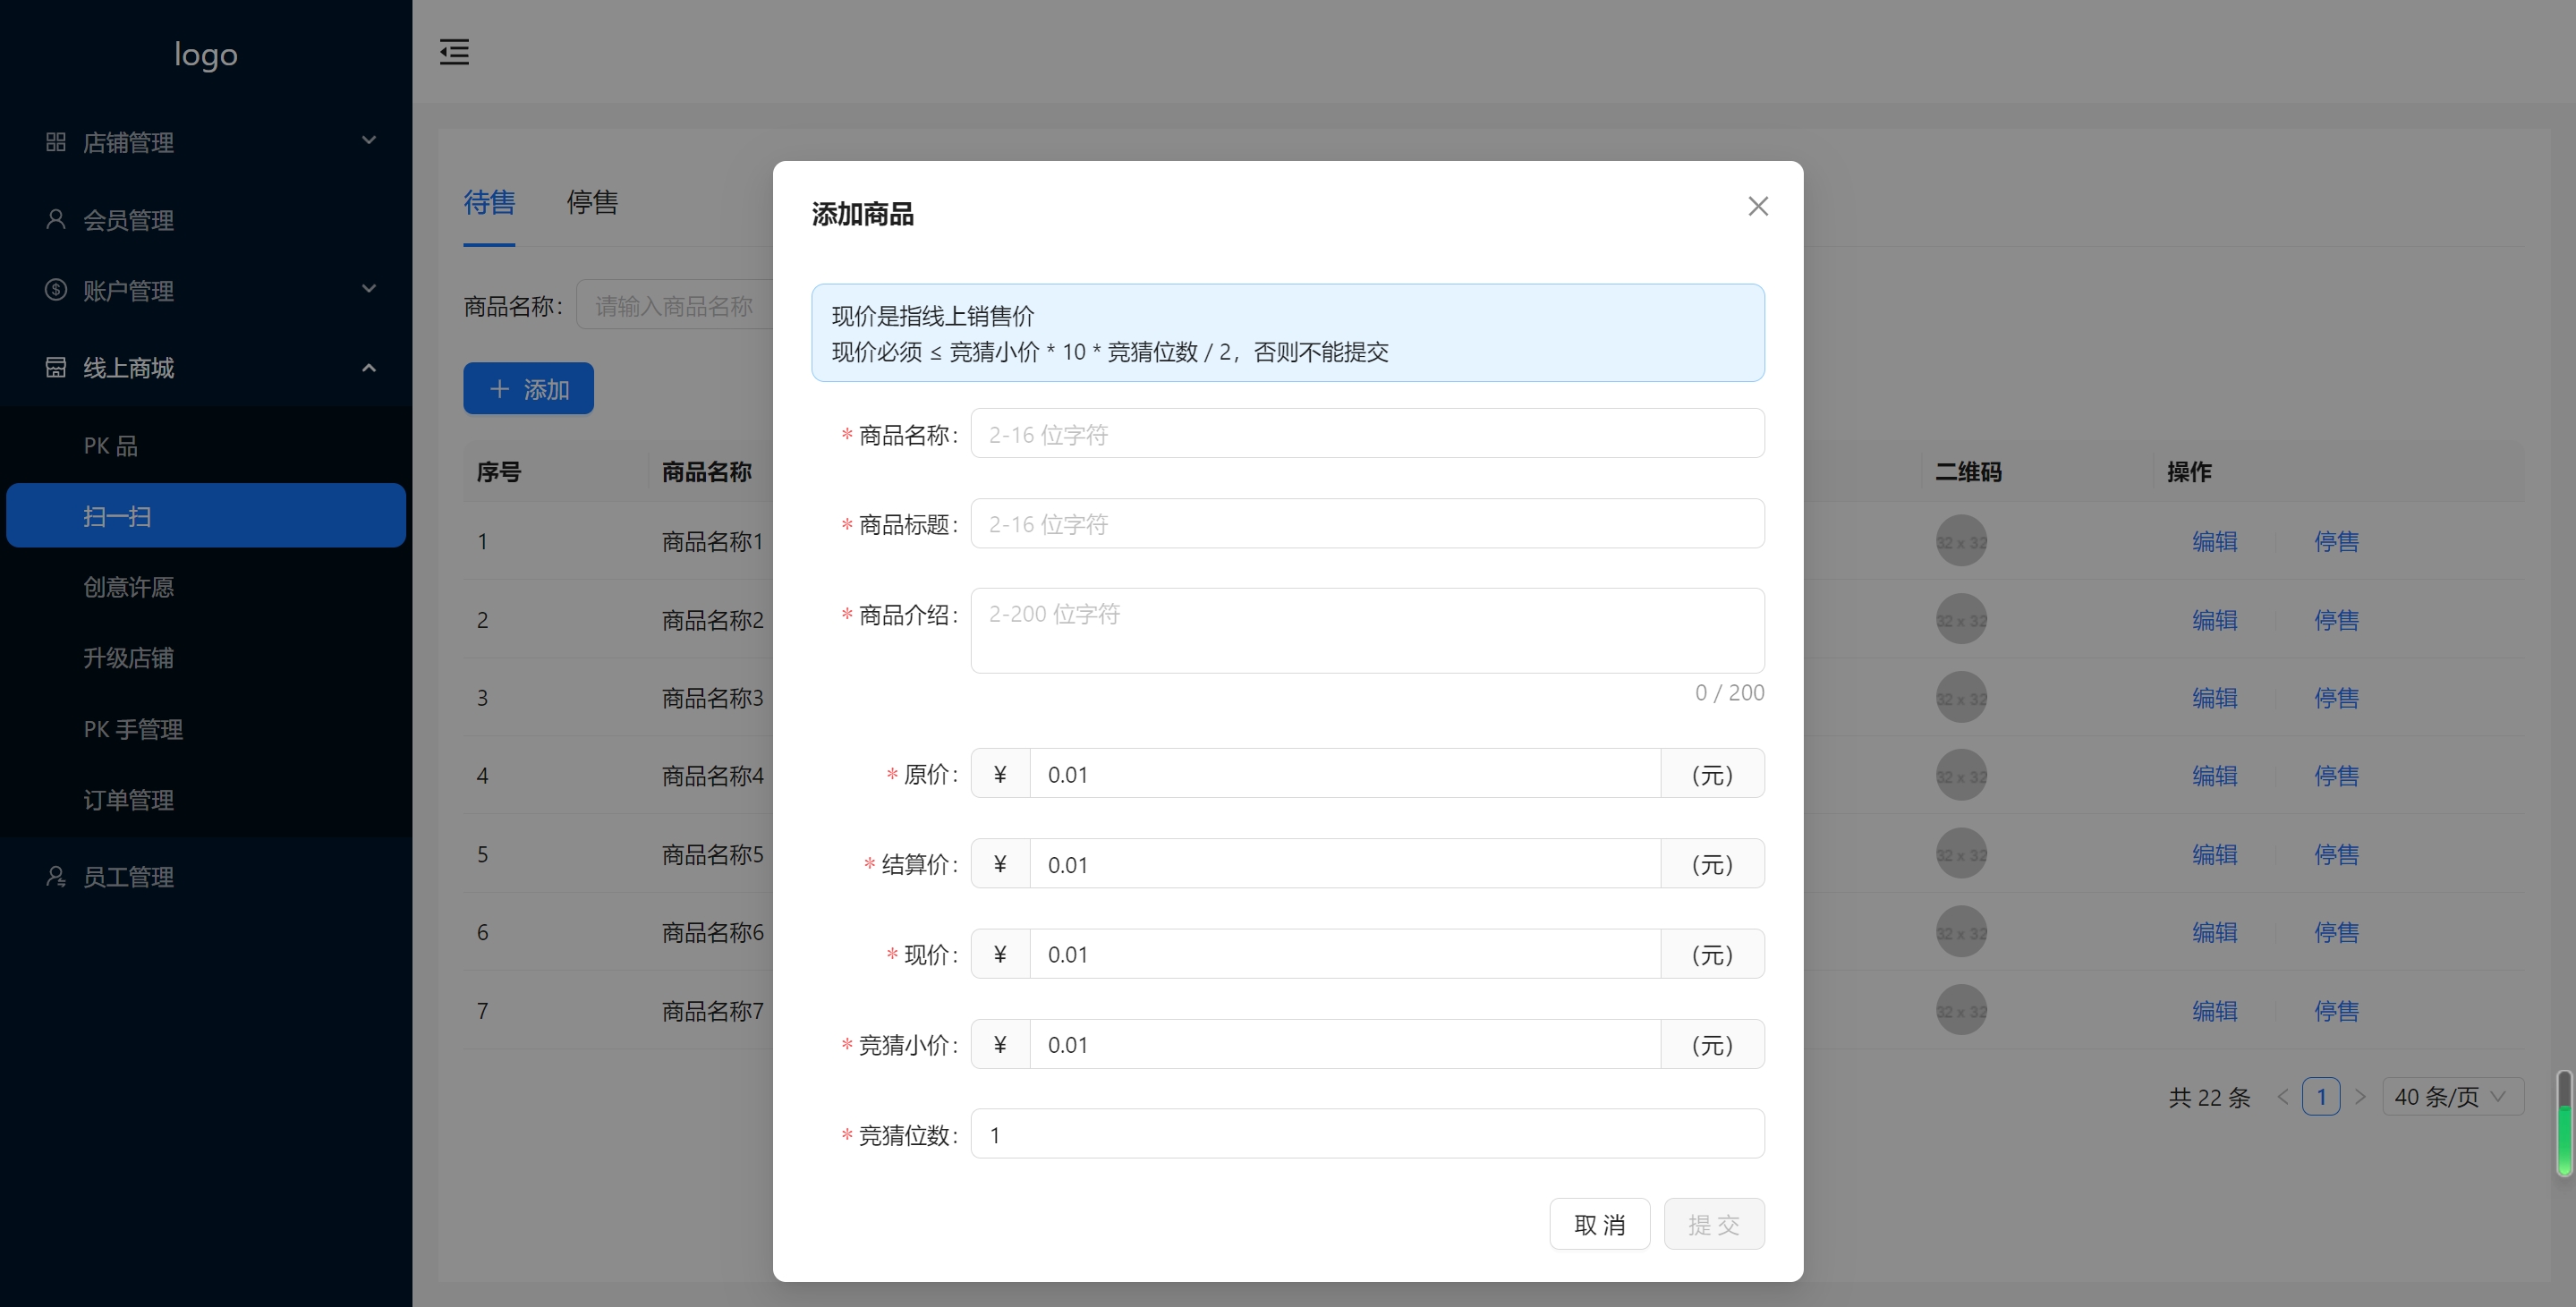 logo
店铺管理
会员管理
账户管理
线上商城
PK 品
扫一扫
创意许愿
升级店铺
PK 手管理
订单管理
员工管理
待售
停售
商品名称：
请输入商品名称
添加
序号
商品名称
二维码
操作
1
商品名称1
32 x 32
编辑
停售
2
商品名称2
32 x 32
编辑
停售
3
商品名称3
32 x 32
编辑
停售
4
商品名称4
32 x 32
编辑
停售
5
商品名称5
32 x 32
编辑
停售
6
商品名称6
32 x 32
编辑
停售
7
商品名称7
32 x 32
编辑
停售
共 22 条
1
40 条/页
添加商品
现价是指线上销售价
现价必须 ≤ 竞猜小价 * 10 * 竞猜位数 / 2，否则不能提交
* 商品名称：
2-16 位字符
* 商品标题：
2-16 位字符
* 商品介绍：
2-200 位字符
0 / 200
* 原价：
¥
0.01
(元)
* 结算价：
¥
0.01
(元)
* 现价：
¥
0.01
(元)
* 竞猜小价：
¥
0.01
(元)
* 竞猜位数：
1
取 消
提 交